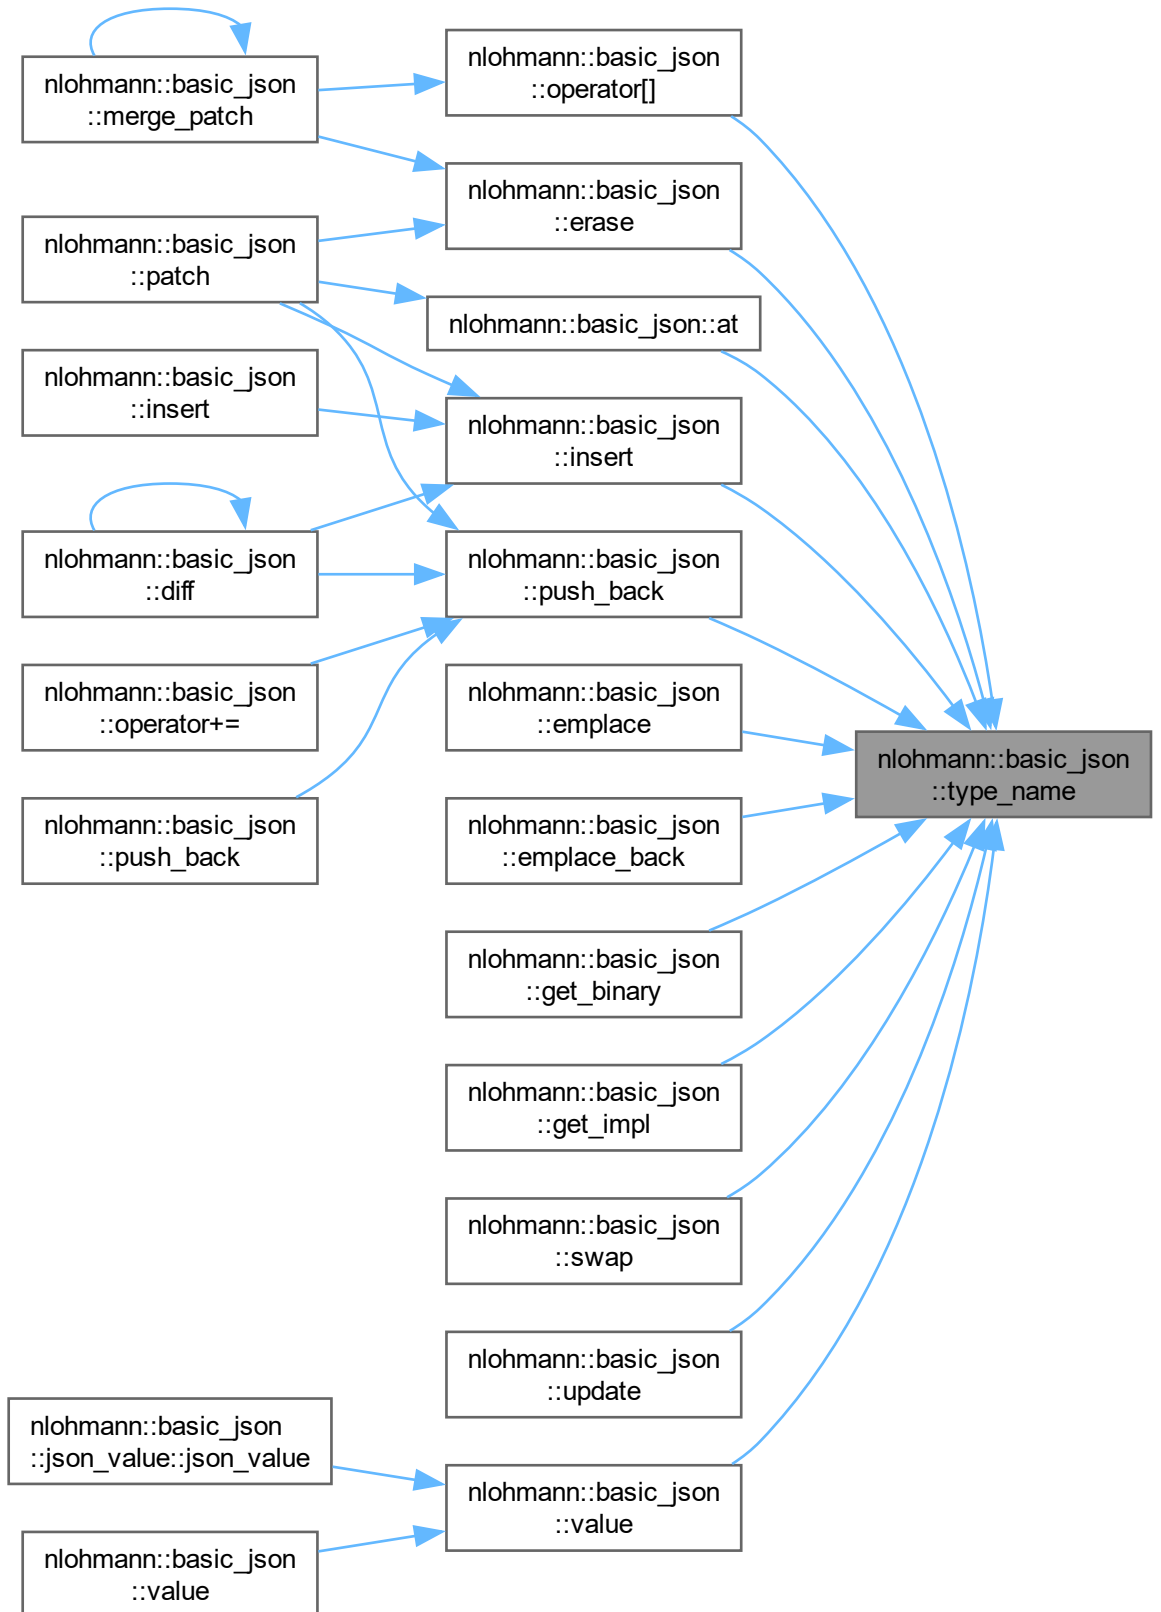 nlohmann::basic_json
::merge_patch
nlohmann::basic_json
::patch
nlohmann::basic_json
::insert
nlohmann::basic_json
::diff
nlohmann::basic_json
::operator+=
nlohmann::basic_json
::push_back
nlohmann::basic_json
::json_value::json_value
nlohmann::basic_json
::value
nlohmann::basic_json
::operator[]
nlohmann::basic_json
::erase
nlohmann::basic_json::at
nlohmann::basic_json
::insert
nlohmann::basic_json
::push_back
nlohmann::basic_json
::emplace
nlohmann::basic_json
::emplace_back
nlohmann::basic_json
::get_binary
nlohmann::basic_json
::get_impl
nlohmann::basic_json
::swap
nlohmann::basic_json
::update
nlohmann::basic_json
::value
nlohmann::basic_json
::type_name